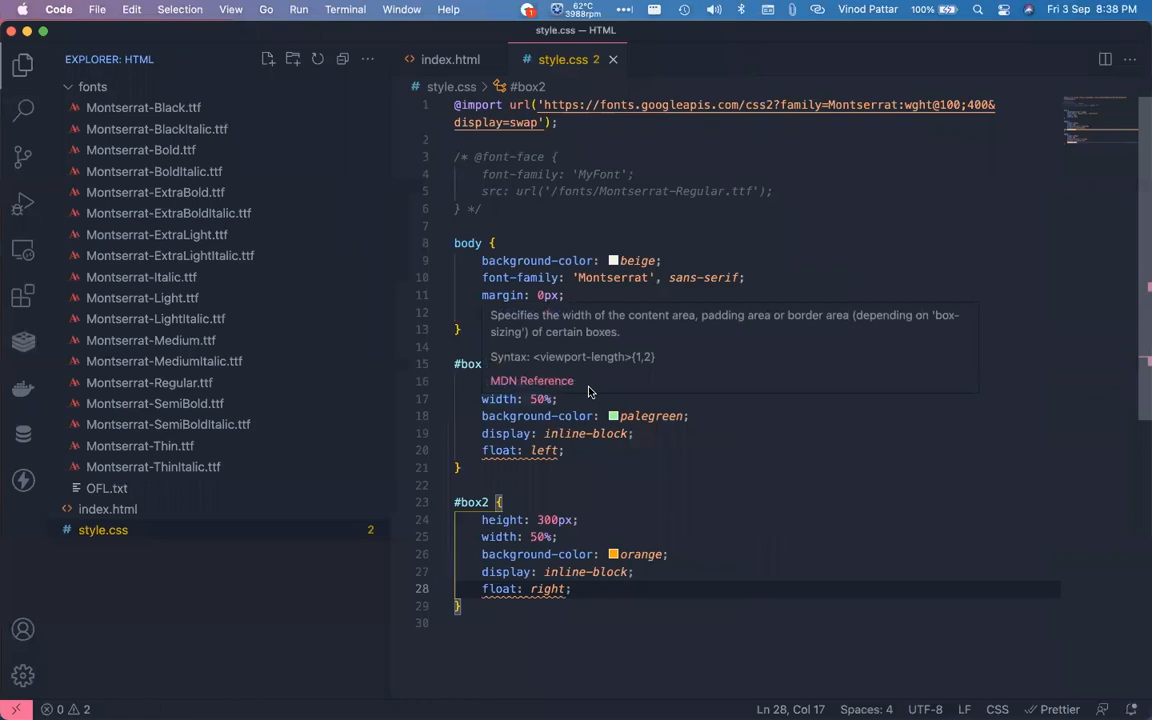 Code File Edit Selection View Go Run Terminal Window Help 1 62°C 3988rpm Vinod Pattar 100% Fri 3 Sep 8:38 PM
style.css — HTML
EXPLORER: HTML
index.html
style.css 2
style.css > #box2
fonts
Montserrat-Black.ttf
Montserrat-BlackItalic.ttf
Montserrat-Bold.ttf
Montserrat-BoldItalic.ttf
Montserrat-ExtraBold.ttf
Montserrat-ExtraBoldItalic.ttf
Montserrat-ExtraLight.ttf
Montserrat-ExtraLightItalic.ttf
Montserrat-Italic.ttf
Montserrat-Light.ttf
Montserrat-LightItalic.ttf
Montserrat-Medium.ttf
Montserrat-MediumItalic.ttf
Montserrat-Regular.ttf
Montserrat-SemiBold.ttf
Montserrat-SemiBoldItalic.ttf
Montserrat-Thin.ttf
Montserrat-ThinItalic.ttf
OFL.txt
index.html
style.css 2
1 @import url('https://fonts.googleapis.com/css2?family=Montserrat:wght@100;400&
display=swap');
2
3 /* @font-face {
4 font-family: 'MyFont';
5 src: url('/fonts/Montserrat-Regular.ttf');
6 } */
7
8 body {
9 background-color: beige;
10 font-family: 'Montserrat', sans-serif;
11 margin: 0px;
12
13 }
14
15 #box
16
Specifies the width of the content area, padding area or border area (depending on 'box-
sizing') of certain boxes.
Syntax: <viewport-length>{1,2}
MDN Reference
17 width: 50%;
18 background-color: palegreen;
19 display: inline-block;
20 float: left;
21 }
22
23 #box2 {
24 height: 300px;
25 width: 50%;
26 background-color: orange;
27 display: inline-block;
28 float: right;
29 }
30
0 2 Ln 28, Col 17 Spaces: 4 UTF-8 LF CSS Prettier